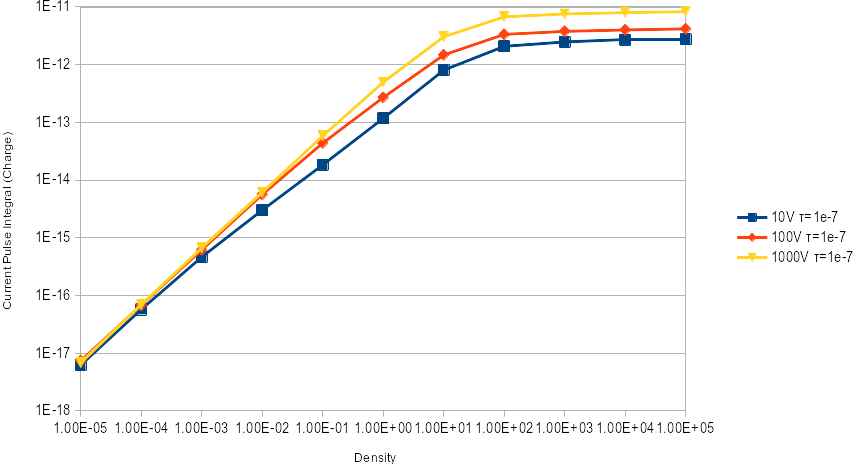 1E-11
1E-12
1E-13
1E-14
1E-15
1E-16
1E-17
1E-18
Current Pulse Integral (Charge)
1.00E-05 1.00E-04 1.00E-03 1.00E-02 1.00E-01 1.00E+00 1.00E+01 1.00E+02 1.00E+03 1.00E+04 1.00E+05
Density
10V τ=1e-7
100V τ=1e-7
1000V τ=1e-7